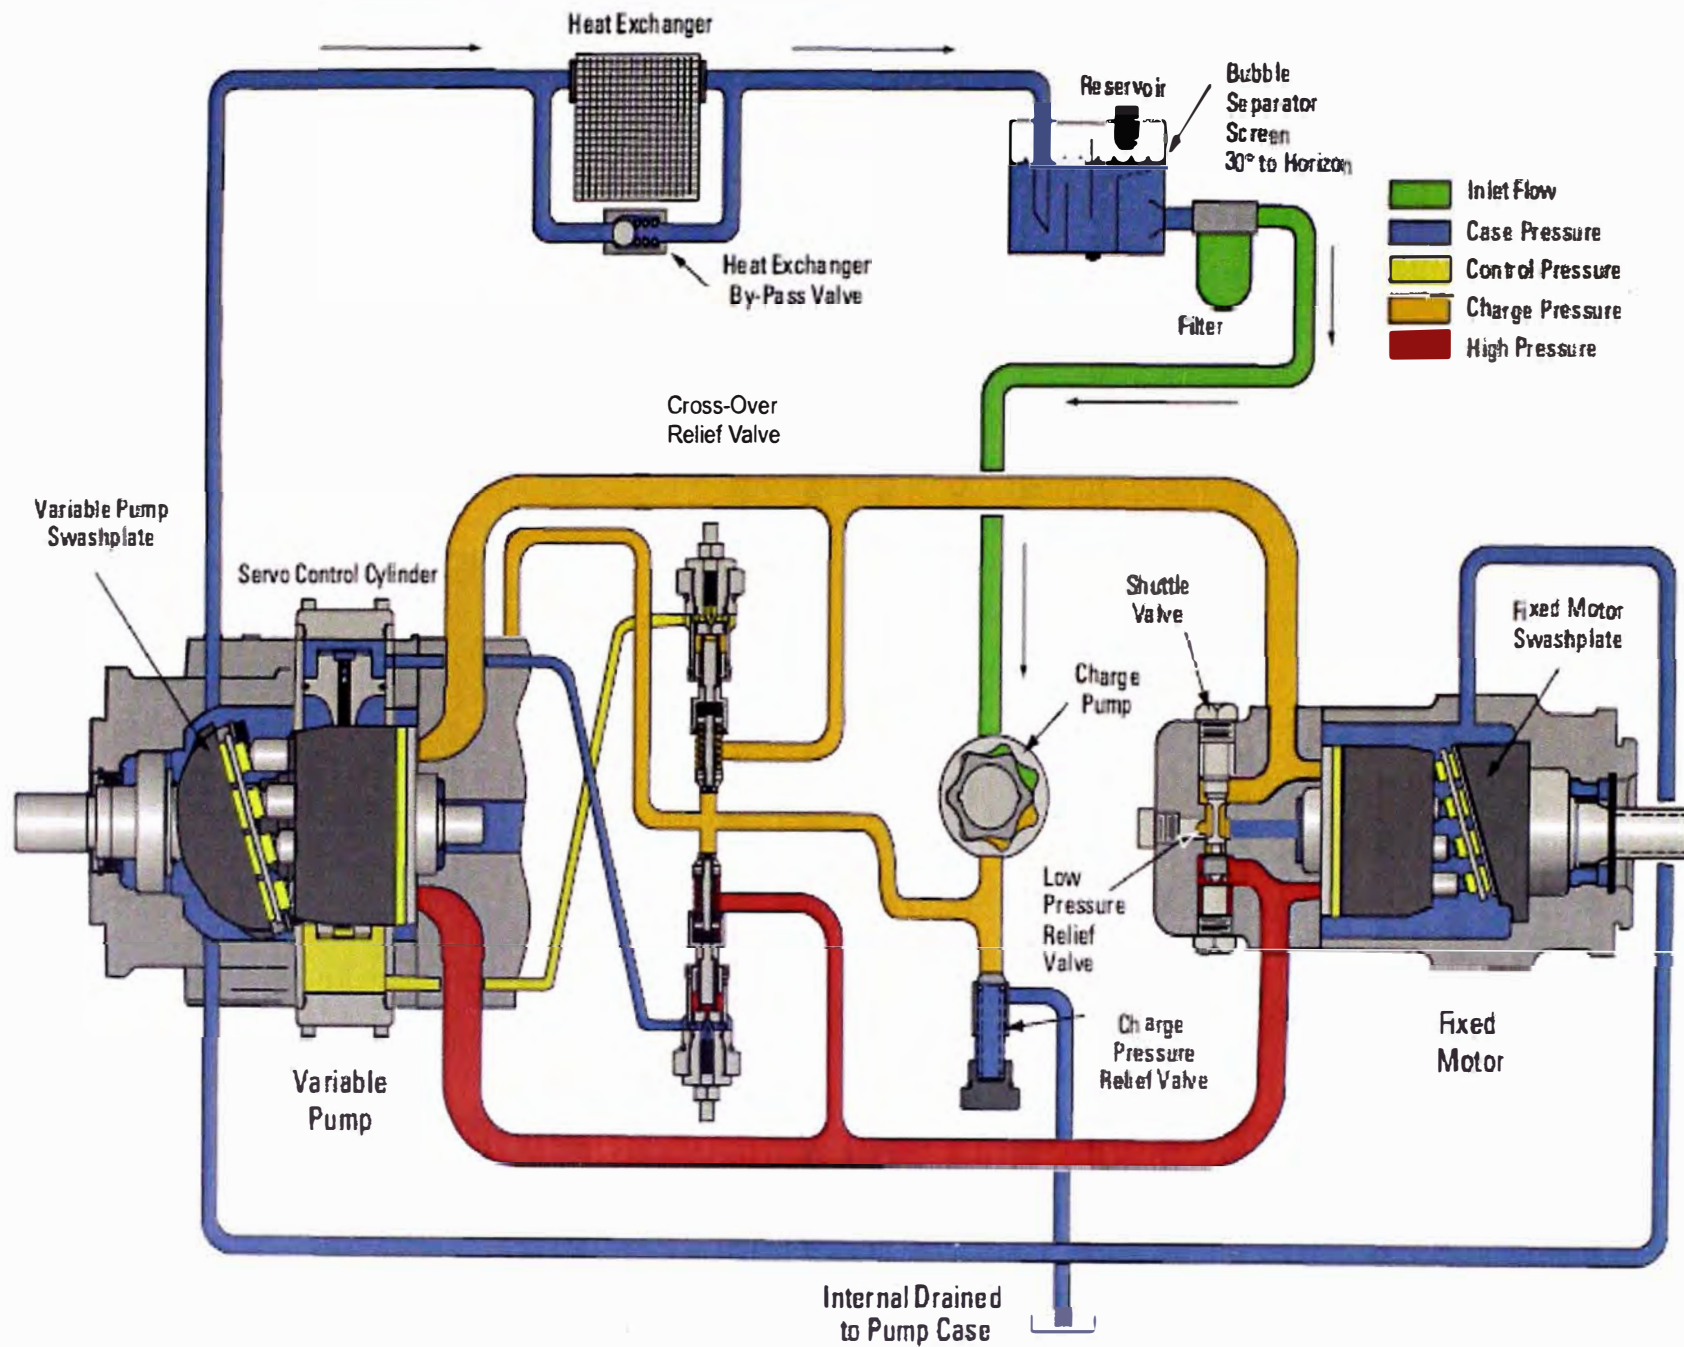 Heat Exchanger
Reservoir
Bubble
Separator
Screen
30° to Horizon
Inlet Flow
Case Pressure
Control Pressure
Charge Pressure
High Pressure
Heat Exchanger
By-Pass Valve
Filter
Cross-Over
Relief Valve
Variable Pump
Swashplate
Servo Control Cylinder
Shuttle
Valve
Fixed Motor
Swashplate
Charge
Pump
Low
Pressure
Relief
Valve
Charge
Pressure
Relief Valve
Fixed
Motor
Variable
Pump
Internal Drained
to Pump Case